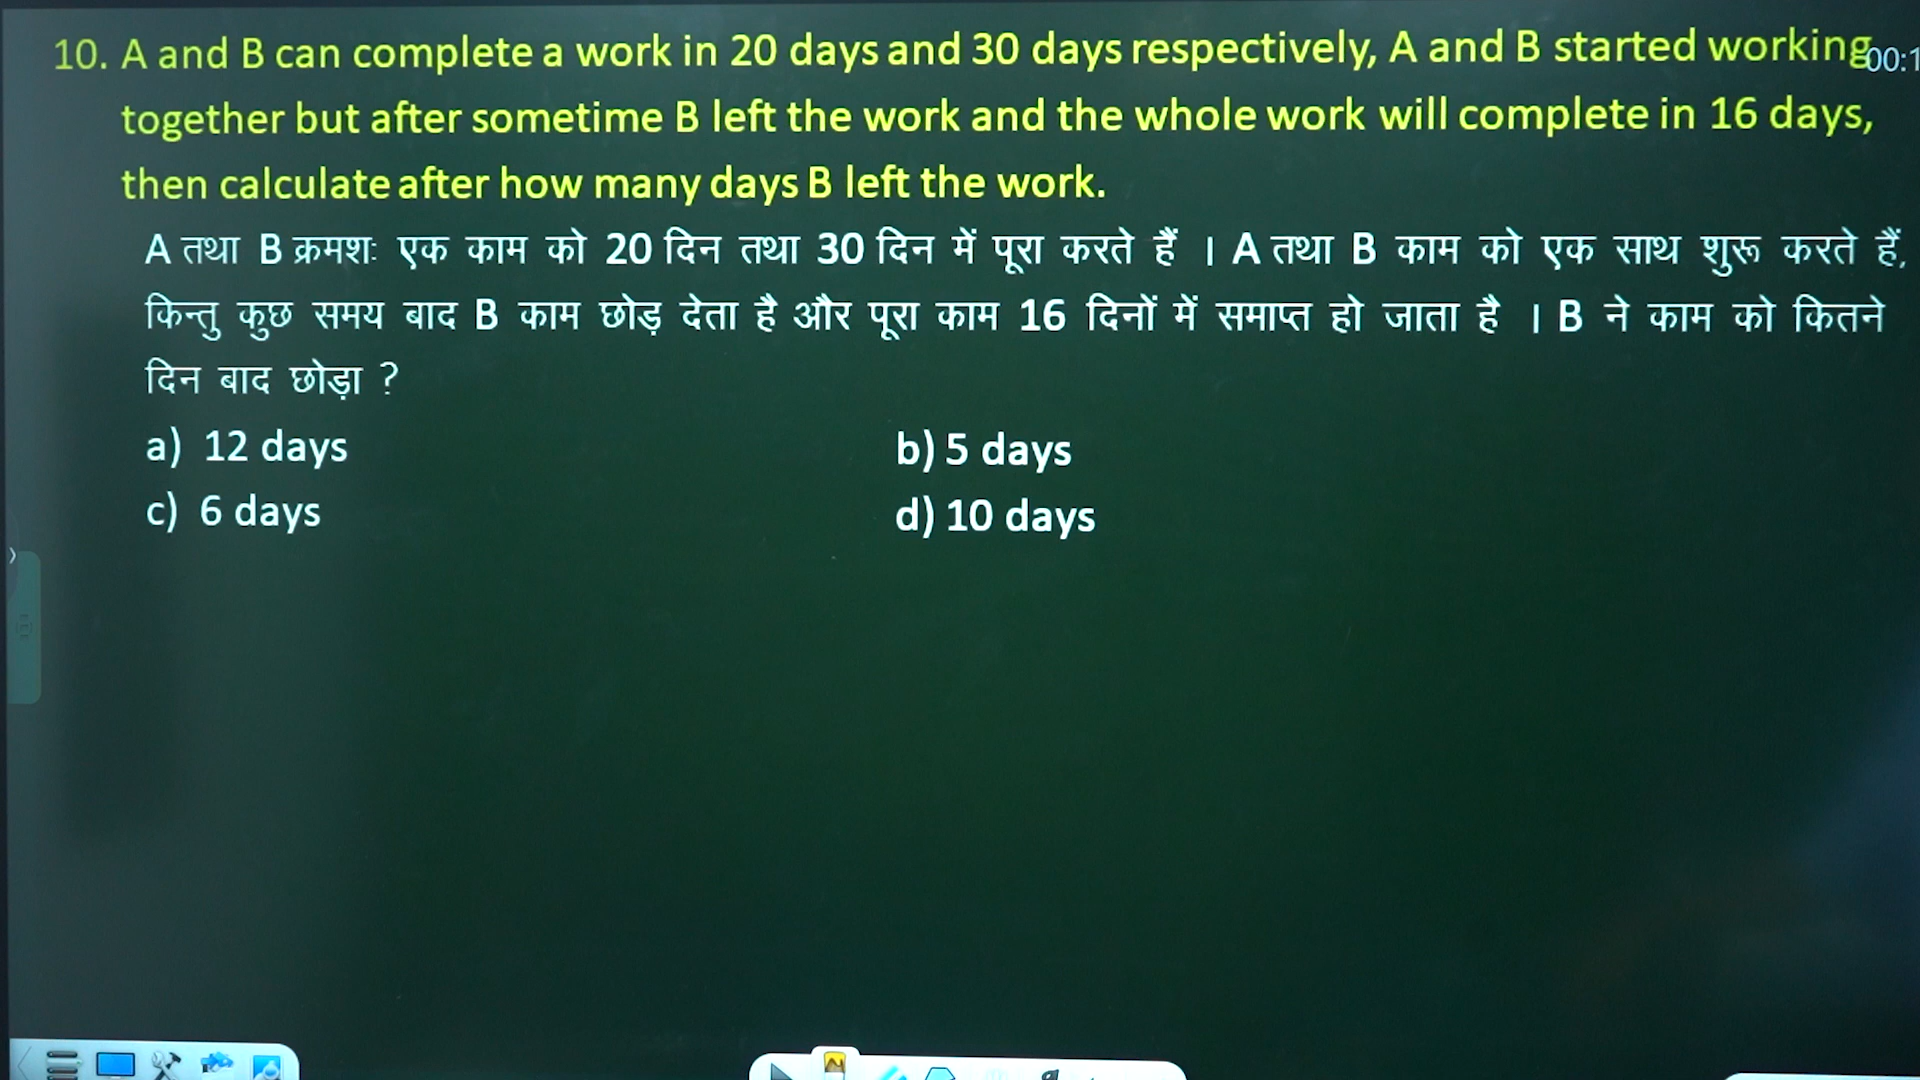 10. A and B can complete a work in 20 days and 30 days respectively, A and B started working
00:1
together but after sometime B left the work and the whole work will complete in 16 days,
then calculate after how many days B left the work.
A तथा B क्रमशः एक काम को 20 दिन तथा 30 दिन में पूरा करते हैं । A तथा B काम को एक साथ शुरू करते हैं,
किन्तु कुछ समय बाद B काम छोड़ देता है और पूरा काम 16 दिनों में समाप्त हो जाता है । B ने काम को कितने
दिन बाद छोड़ा ?
a) 12 days
b) 5 days
c) 6 days
d) 10 days